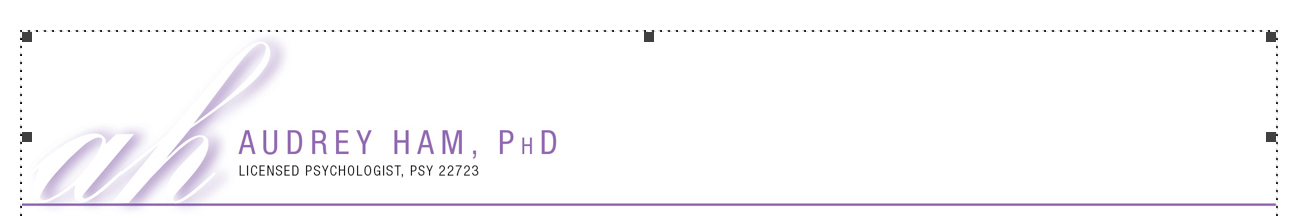 ah
AUDREY HAM, PHD
LICENSED PSYCHOLOGIST, PSY 22723